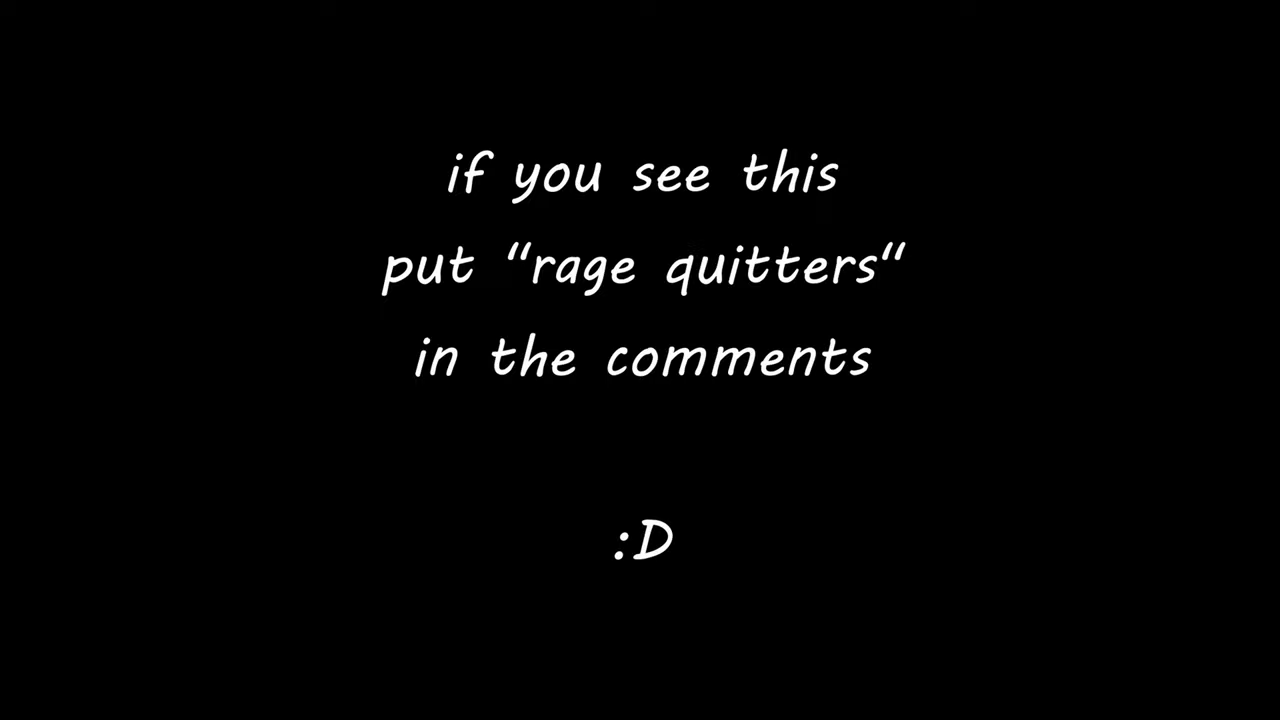 if you see this
put “rage quitters“
in the comments
:D